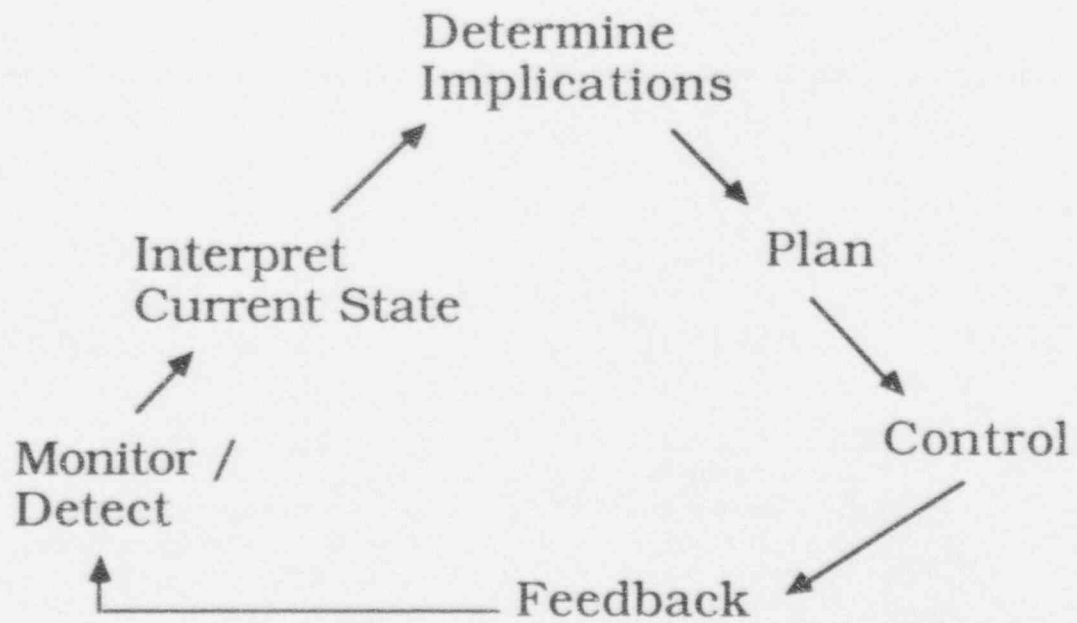 Determine
Implications
Interpret
Current State
Plan
Monitor /
Detect
Control
Feedback